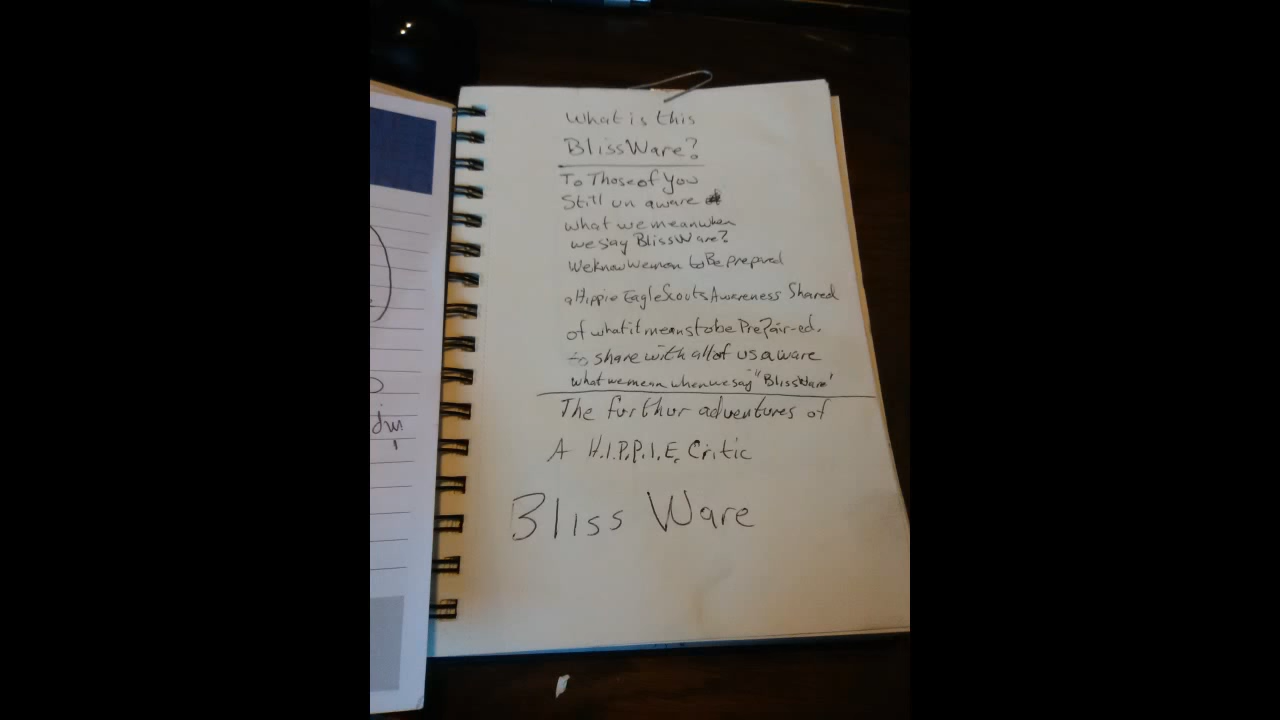 What is this
BlissWare?
To Those of You
Still un aware
what we mean when
we say BlissWare?
We know We mean to Be prepared
a Hippie Eagle Scouts Awareness Shared
of what it means to be Prepair-ed.
to share with all of us aware
what we mean when we say "BlissWare"
The furthur adventures of
A H.I.P.P.I.E. Critic
Bliss Ware